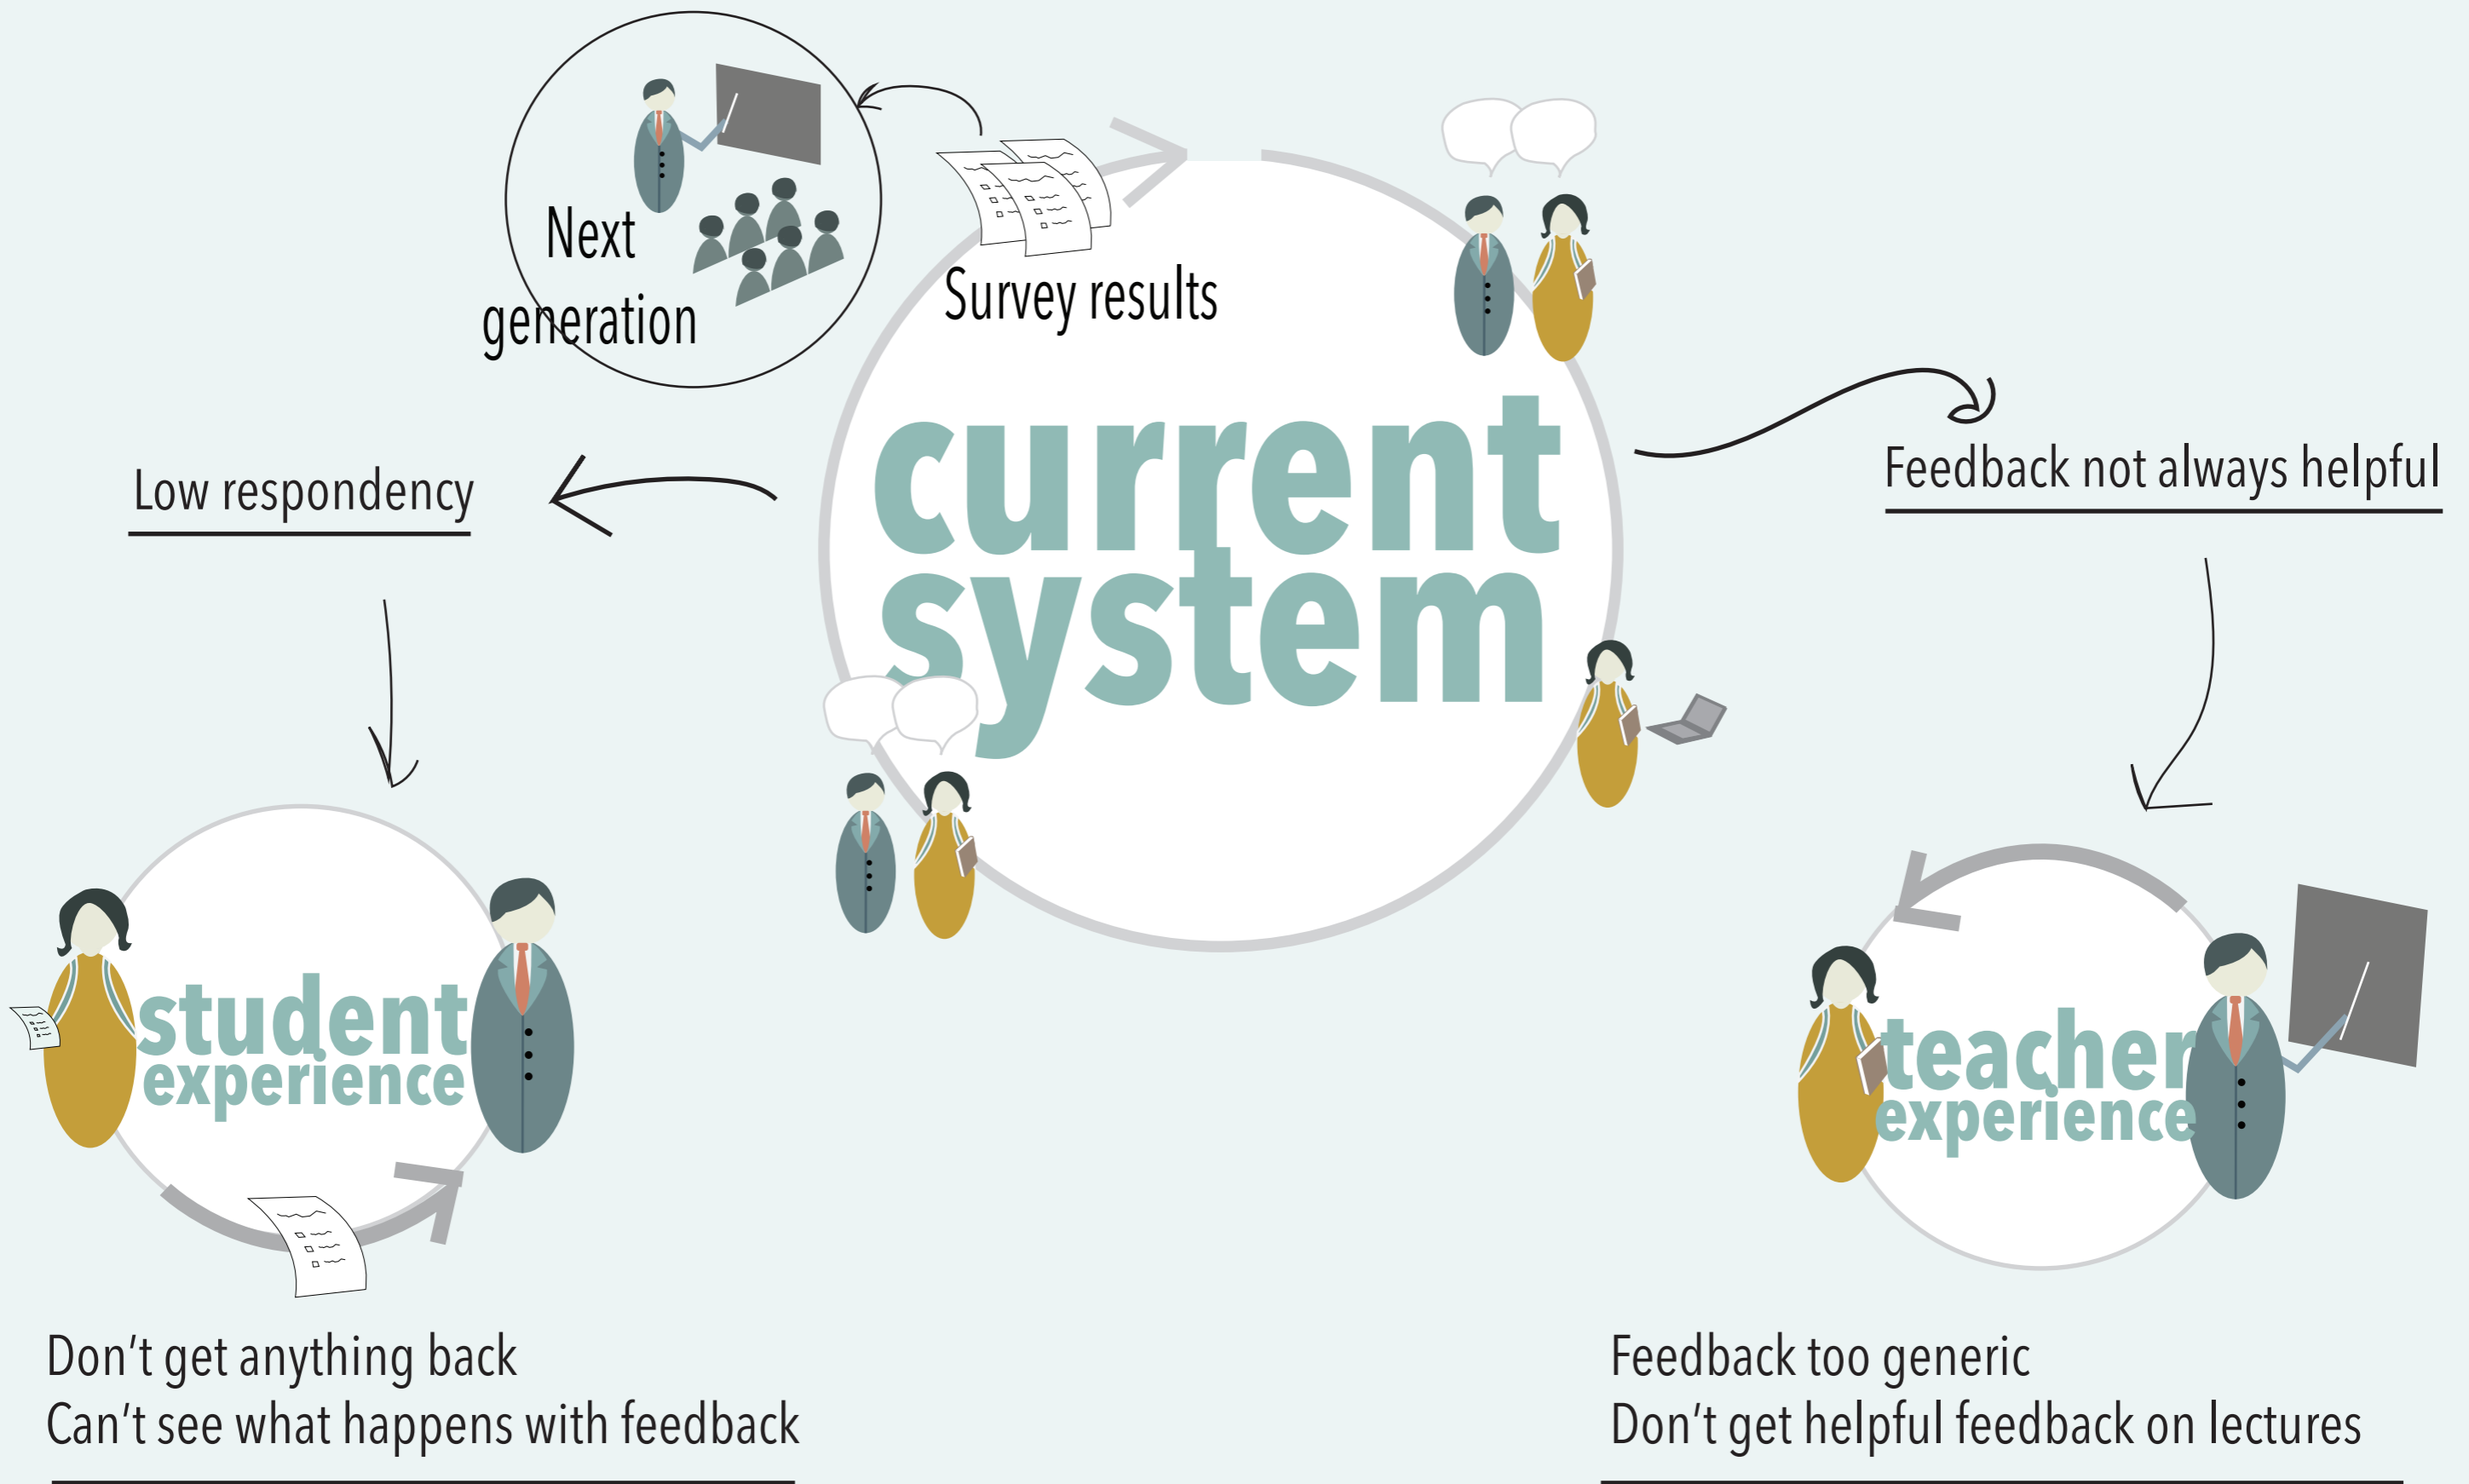 Next
generation
Survey results
current
system
Low respondency
Feedback not always helpful
student
experience
teacher
experience
Don't get anything back
Can't see what happens with feedback
Feedback too generic
Don't get helpful feedback on lectures